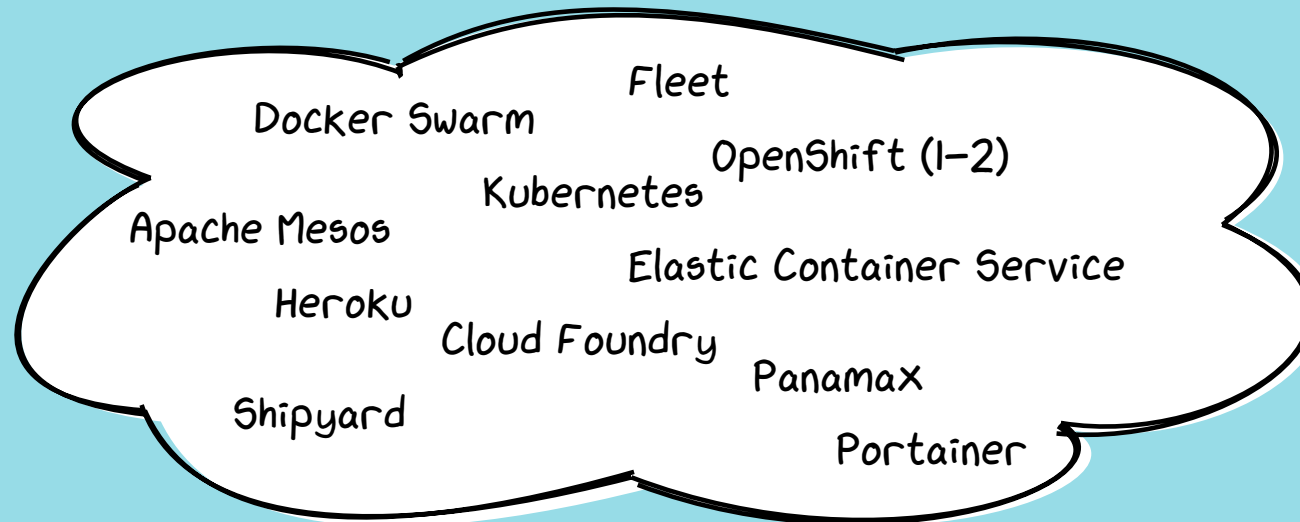 Fleet
Docker Swarm
OpenShift (1-2)
Kubernetes
Apache Mesos
Elastic Container Service
Heroku
Cloud Foundry
Panamax
Shipyard
Portainer